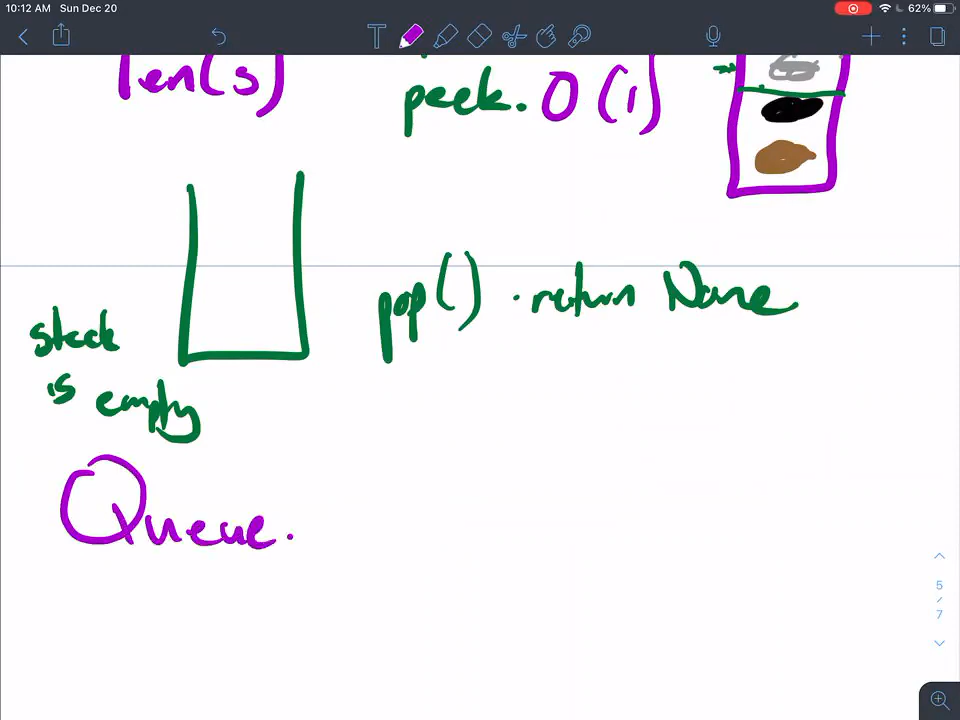 10:12 AM Sun Dec 20
62%
len(s)
peek. O(1)
pop() . return None
stack
is empty
Queue.
5
/
7